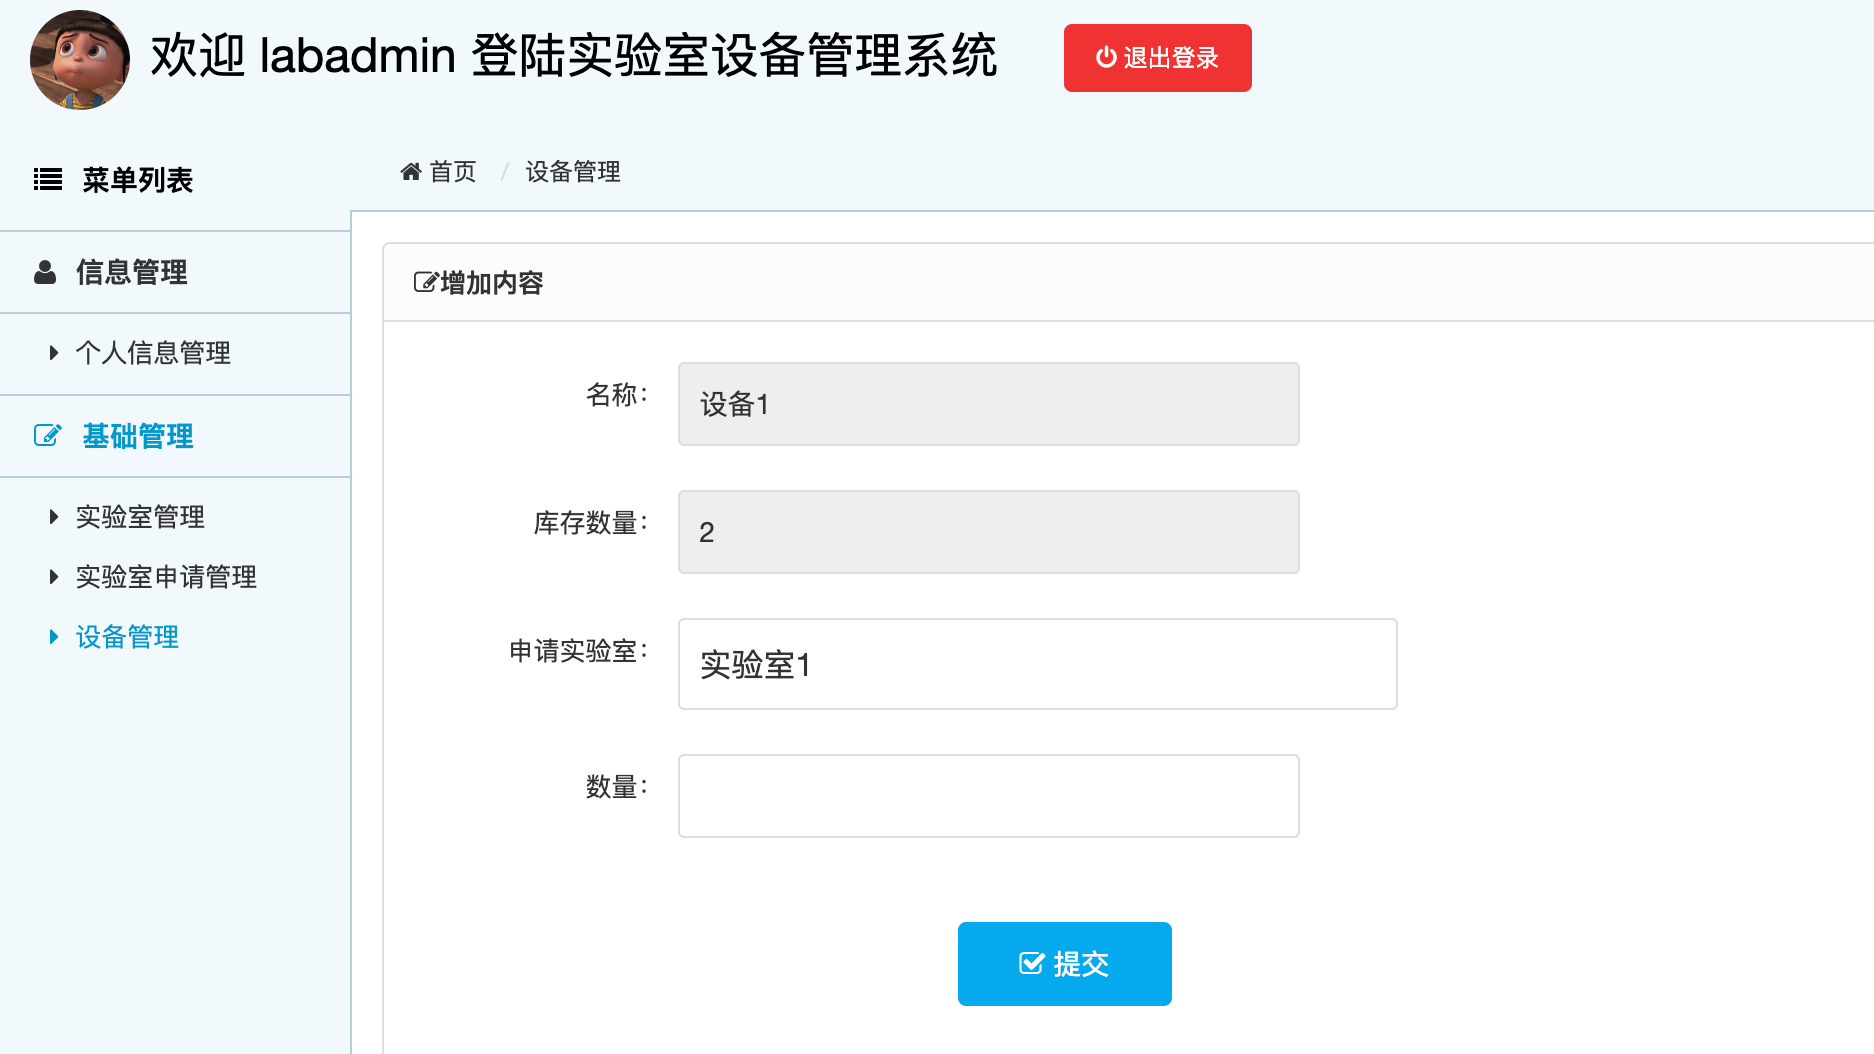 欢迎 labadmin 登陆实验室设备管理系统
退出登录
菜单列表
首页 / 设备管理
信息管理
个人信息管理
基础管理
实验室管理
实验室申请管理
设备管理
增加内容
名称：
设备1
库存数量：
2
申请实验室：
实验室1
数量：
提交